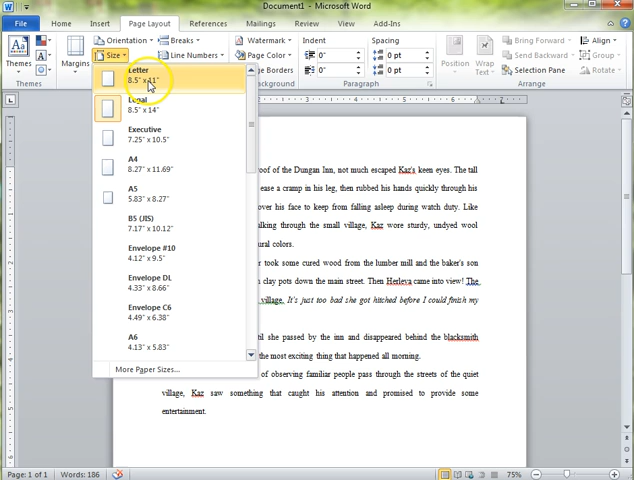 Document1 - Microsoft Word
File Home Insert Page Layout References Mailings Review View Add-Ins
Themes
Themes
Margins
Orientation
Size
Breaks
Line Numbers
Watermark
Page Color
Borders
ackground
Indent
0"
0"
Spacing
0 pt
0 pt
Paragraph
Position
Wrap
Text
Bring Forward
Send Backward
Selection Pane
Align
Group
Rotate
Arrange
Letter
8.5" x 11"
Legal
8.5" x 14"
Executive
7.25" x 10.5"
A4
8.27" x 11.69"
A5
5.83" x 8.27"
B5 (JIS)
7.17" x 10.12"
Envelope #10
4.12" x 9.5"
Envelope DL
4.33" x 8.66"
Envelope C6
4.49" x 6.38"
A6
4.13" x 5.83"
More Paper Sizes...
oof of the Dungan Inn, not much escaped Kaz's keen eyes. The tall
ease a cramp in his leg, then rubbed his hands quickly through his
over his face to keep from falling asleep during watch duty. Like
alking through the small village, Kaz wore sturdy, undyed wool
ural colors.
r took some cured wood from the lumber mill and the baker's son
n clay pots down the main street. Then Herleva came into view! The
village. It's just too bad she got hitched before I could finish my
til she passed by the inn and disappeared behind the blacksmith
the most exciting thing that happened all morning.
of observing familiar people pass through the streets of the quiet
village, Kaz saw something that caught his attention and promised to provide some
entertainment.
Page: 1 of 1 Words: 186 75%